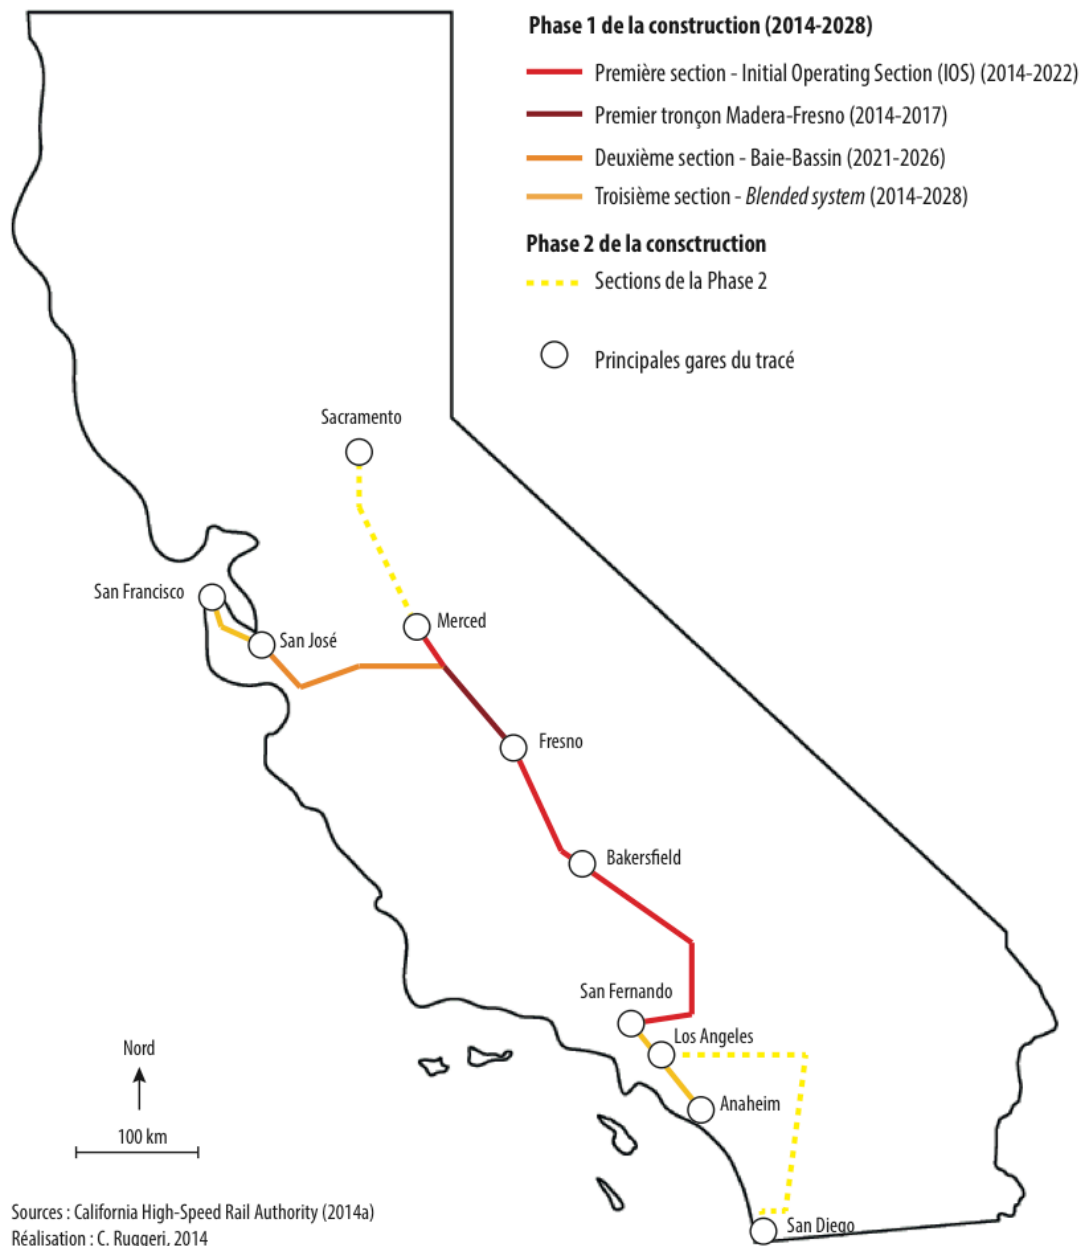 Phase 1 de la construction (2014-2028)
Première section - Initial Operating Section (IOS) (2014-2022)
Premier tronçon Madera-Fresno (2014-2017)
Deuxième section - Baie-Bassin (2021-2026)
Troisième section - Blended system (2014-2028)
Phase 2 de la consctruction
Sections de la Phase 2
Principales gares du tracé
Sacramento
San Francisco
Merced
San José
Fresno
Bakersfield
San Fernando
Los Angeles
Anaheim
San Diego
Nord
100 km
Sources : California High-Speed Rail Authority (2014a)
Réalisation : C. Ruggeri, 2014